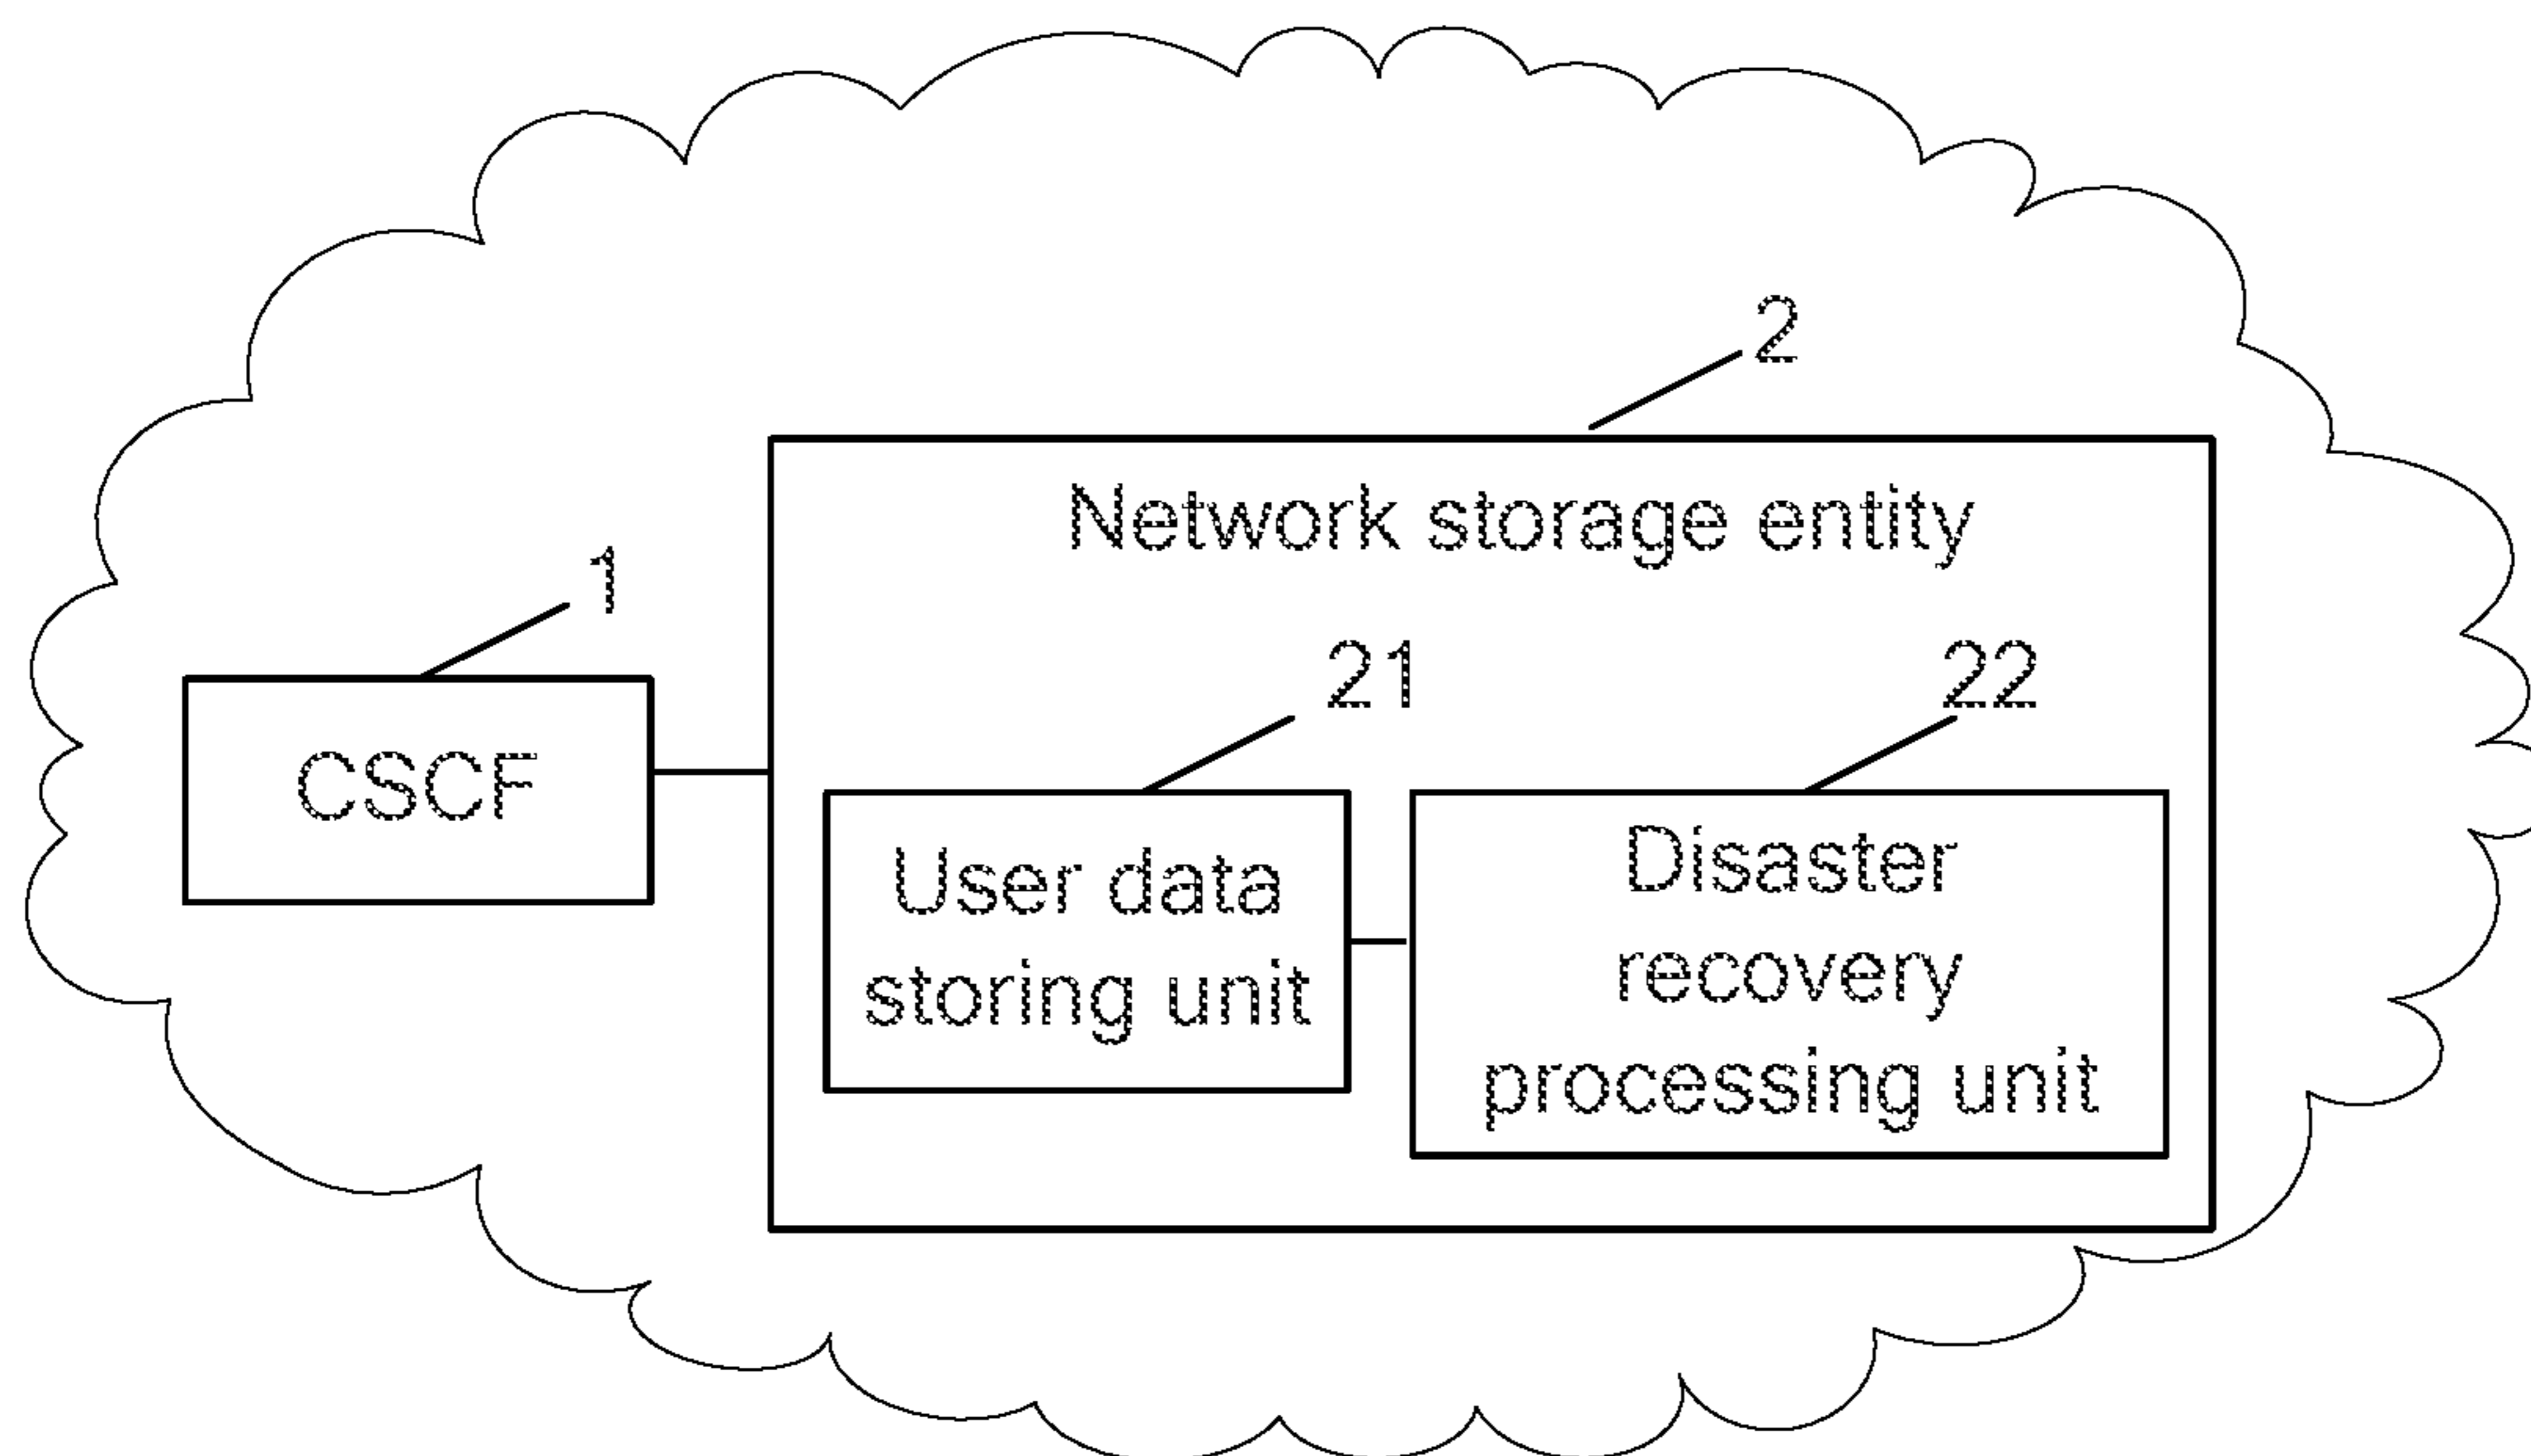 2
Network storage entity
1
CSCF
21
22
User data
storing unit
Disaster
recovery
processing unit